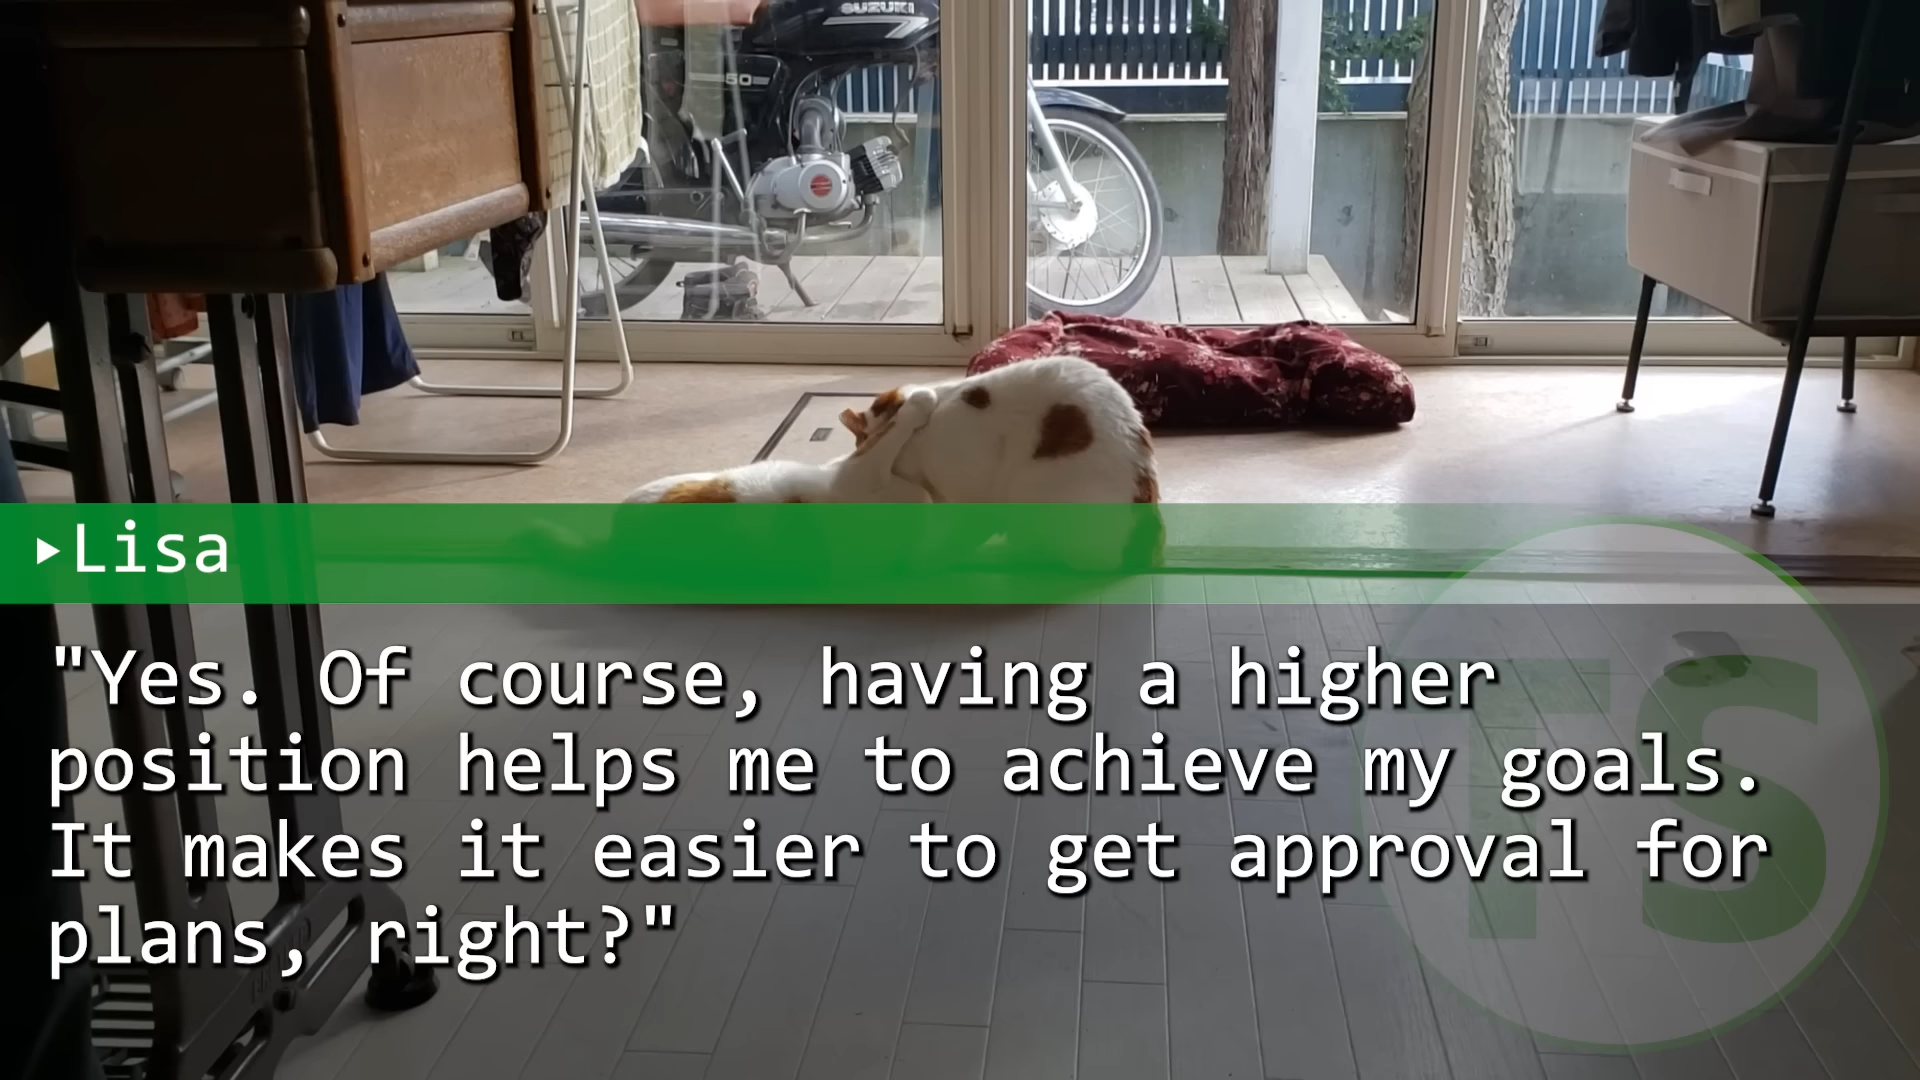 SUZUKI
50
Lisa
"Yes. Of course, having a higher
position helps me to achieve my goals.
It makes it easier to get approval for
plans, right?"
TS